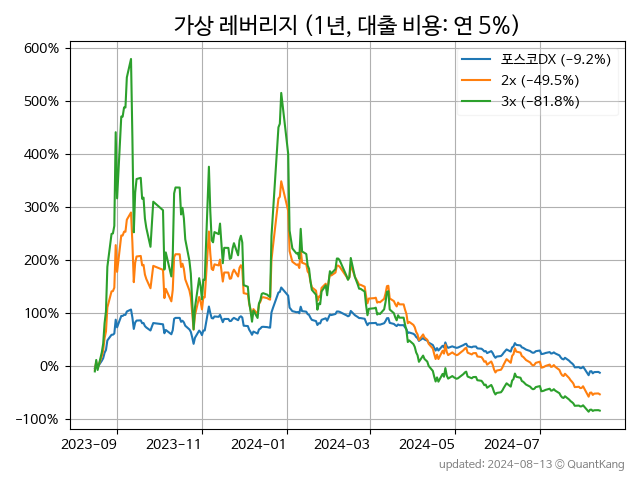 가상 레버리지 (1년, 대출 비용: 연 5%)
600%
500%
400%
300%
200%
100%
0%
−100%
포스코DX (−9.2%)
2x (−49.5%)
3x (−81.8%)
2023-09
2023-11
2024-01
2024-03
2024-05
2024-07
updated: 2024-08-13 © QuantKang